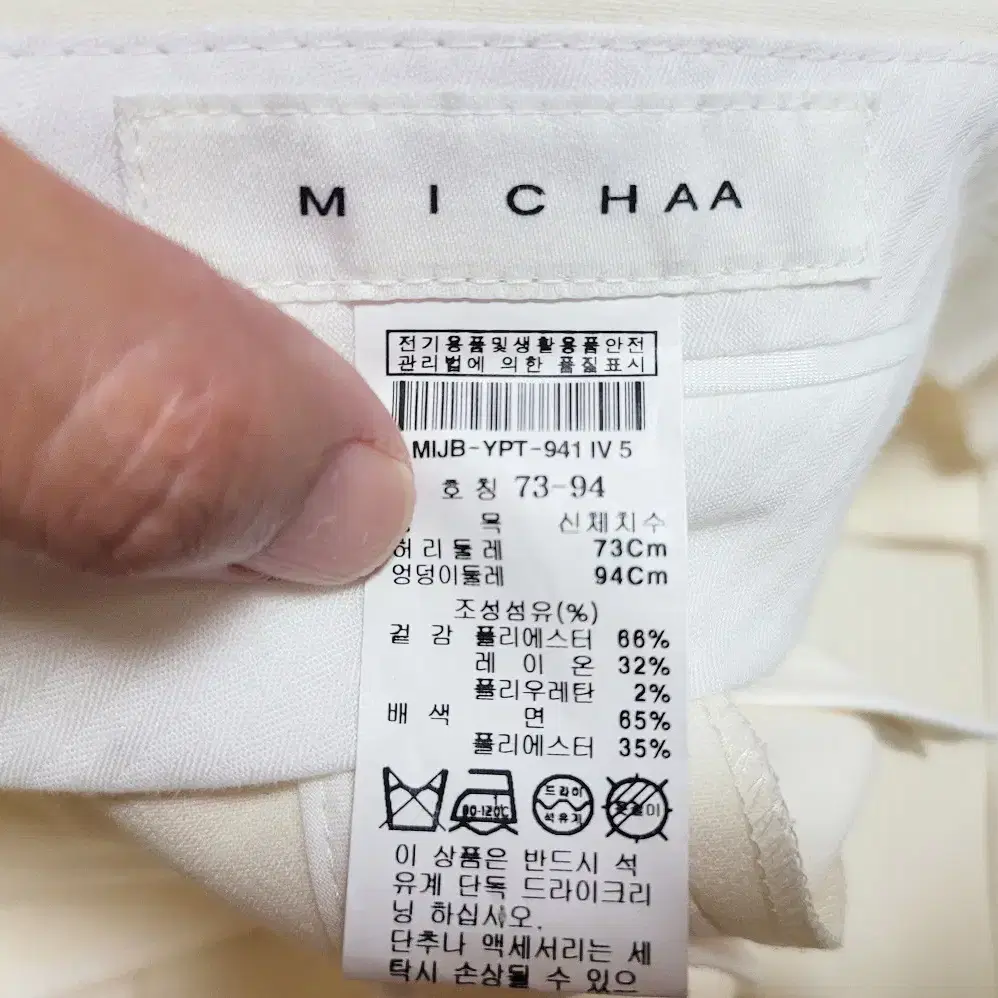 MICHAA
전기용품및생활용품안전
관리법에 의한 품질표시
MIJB-YPT-941 IV 5
호칭 73-94
목 신체치수
허리둘레 73Cm
엉덩이둘레 94Cm
조성섬유(%)
겉감 폴리에스터 66%
레이온 32%
폴리우레탄 2%
배색 면 65%
폴리에스터 35%
80-120℃ 드라이
석유계
이 상품은 반드시 석
유계 단독 드라이크리
닝 하십시오.
단추나 액세서리는 세
탁시 손상될 수 있으